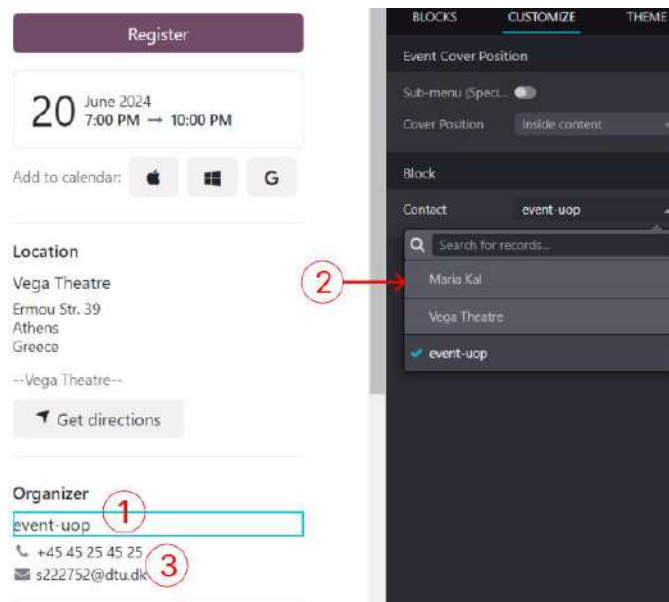 Register
20 June 2024
7:00 PM → 10:00 PM
Add to calendar: G
Location
Vega Theatre
Ermou Str. 39
Athens
Greece
--Vega Theatre--
Get directions
Organizer
event-uop
1
+45 45 25 45 25
s222752@dtu.dk
3
BLOCKS CUSTOMIZE THEME
Event Cover Position
Sub-menu (Speci...
Cover Position Inside content
Block
Contact event-uop
Search for records...
2
Maria Kal
Vega Theatre
event-uop